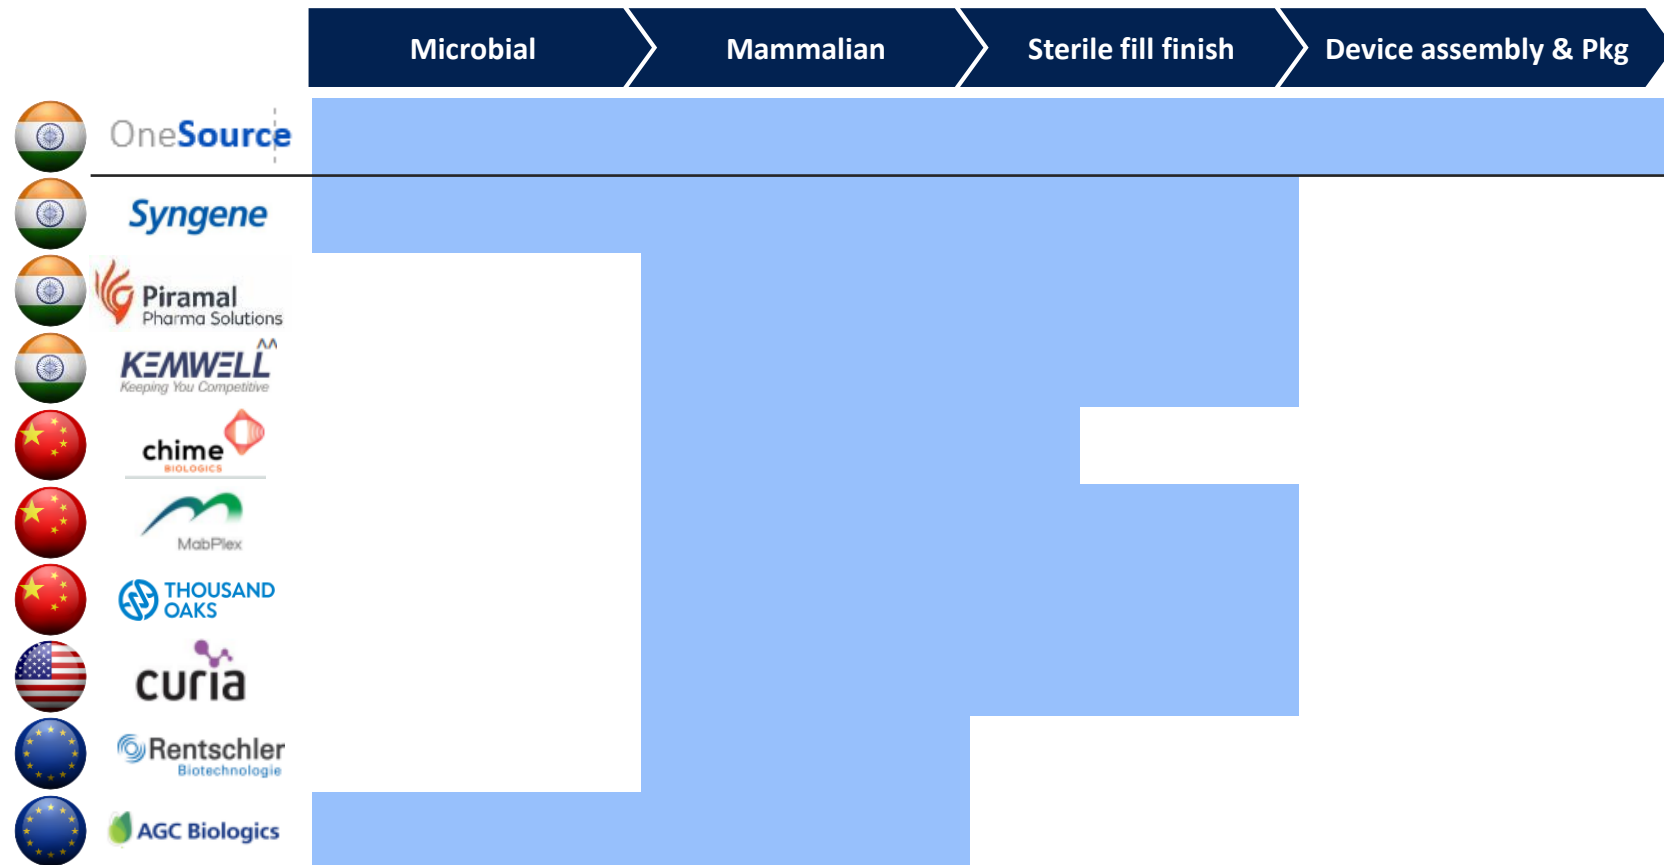 Microbial
Mammalian
Sterile fill finish
Device assembly & Pkg
OneSource
Syngene
Piramal
Pharma Solutions
KEMWELL
Keeping You Competitive
chime
BIOLOGICS
MabPlex
THOUSAND
OAKS
curia
Rentschler
Biotechnologie
AGC Biologics